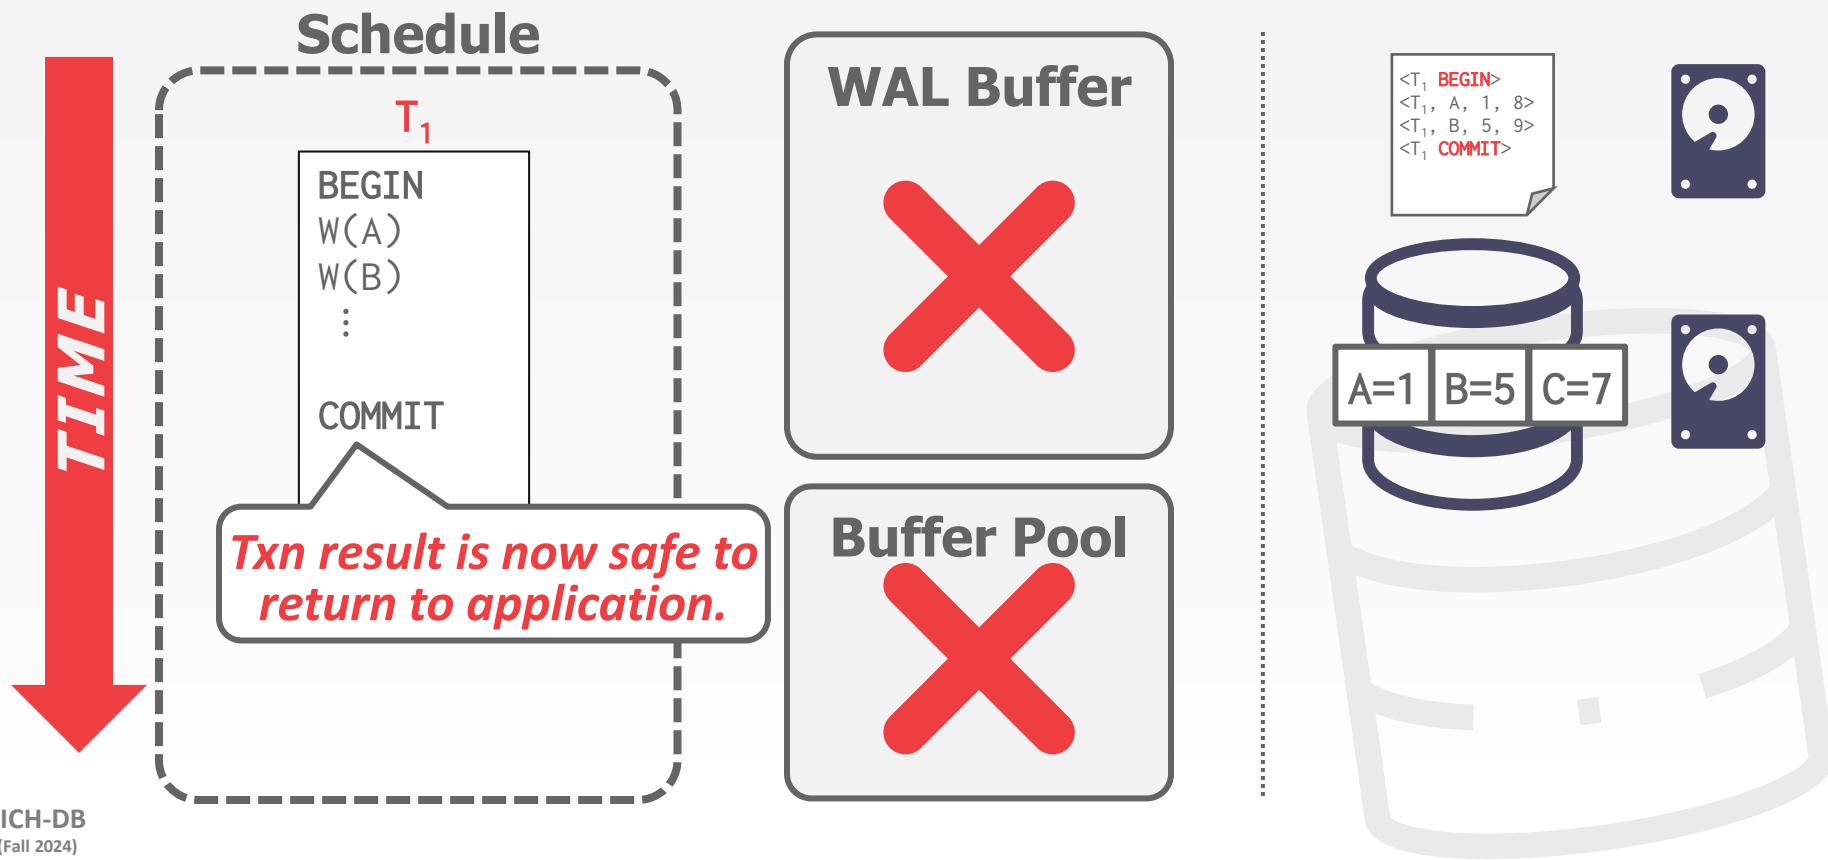 Schedule
TIME
T1
BEGIN
W(A)
W(B)
⋮
COMMIT
Txn result is now safe to
return to application.
WAL Buffer
Buffer Pool
<T1 BEGIN>
<T1, A, 1, 8>
<T1, B, 5, 9>
<T1 COMMIT>
A=1 B=5 C=7
ICH-DB
(Fall 2024)